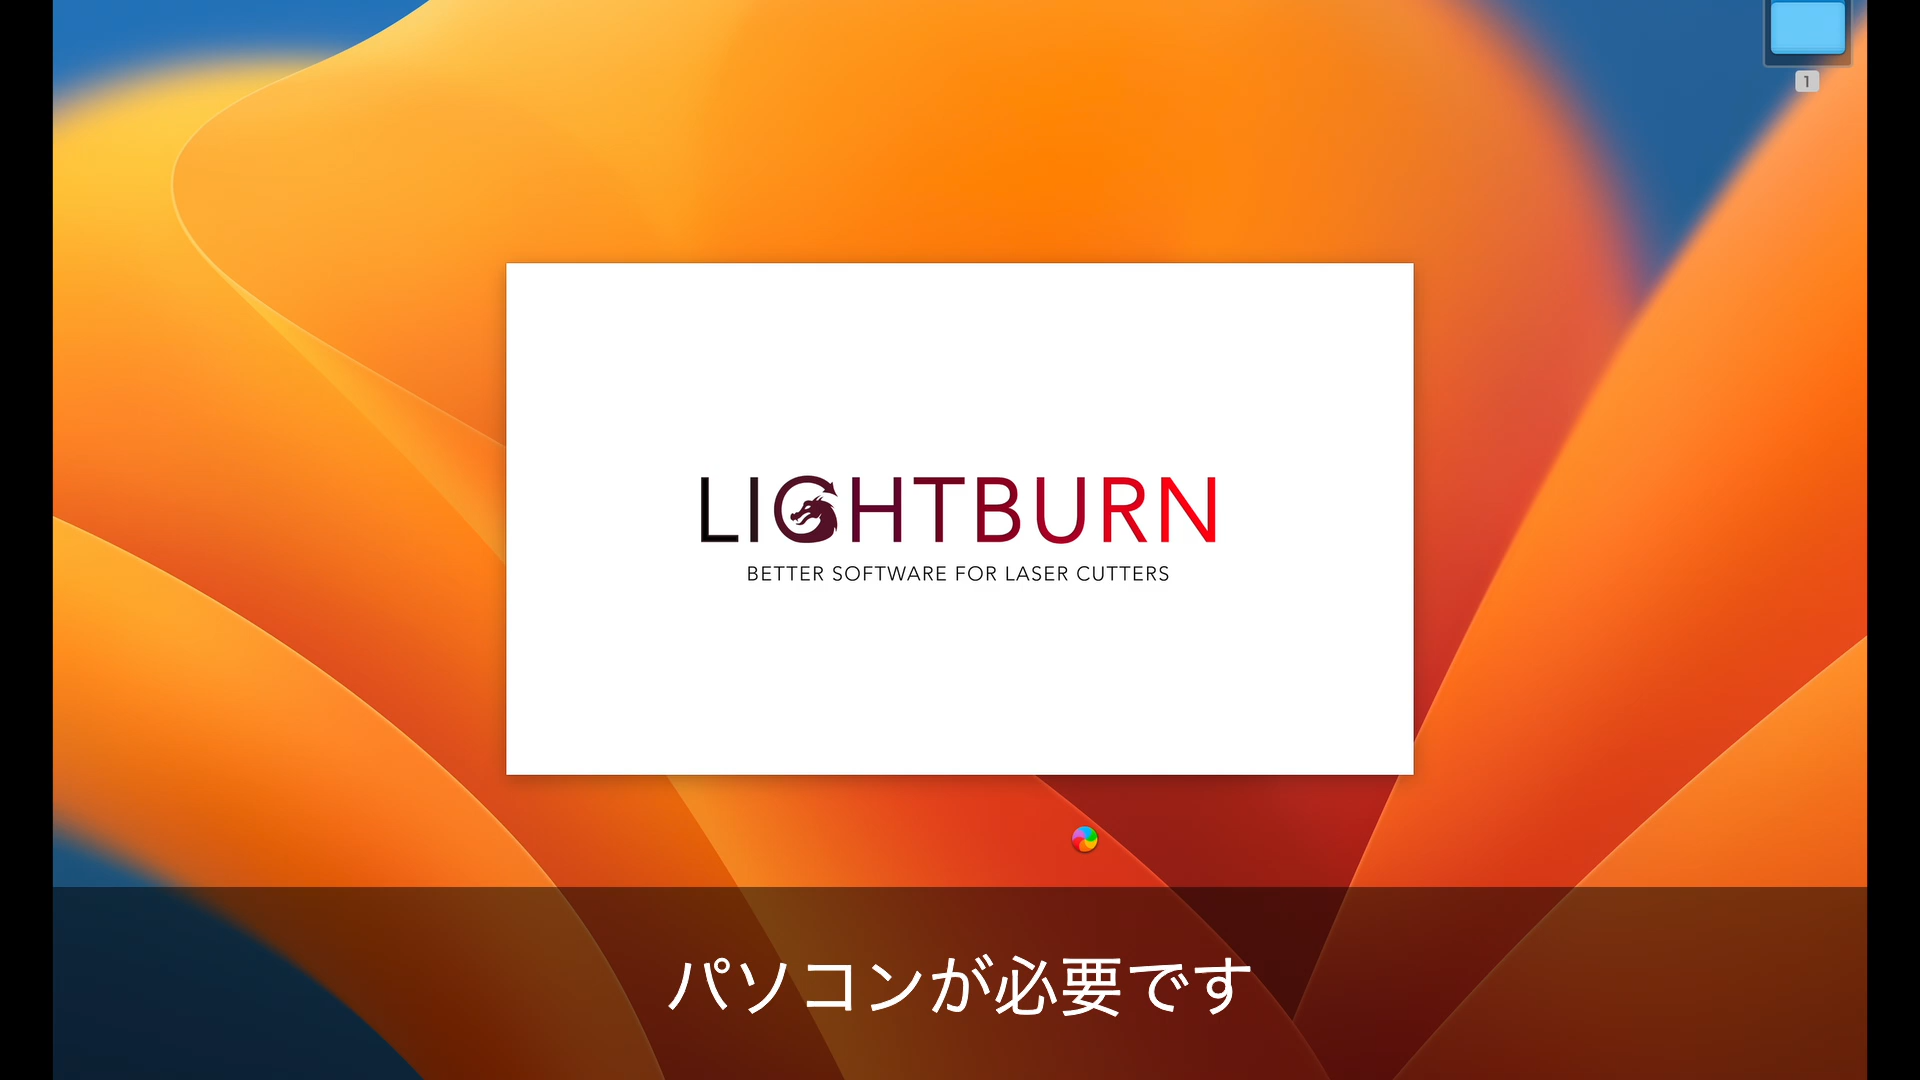 1
LIGHTBURN
BETTER SOFTWARE FOR LASER CUTTERS
パソコンが必要です